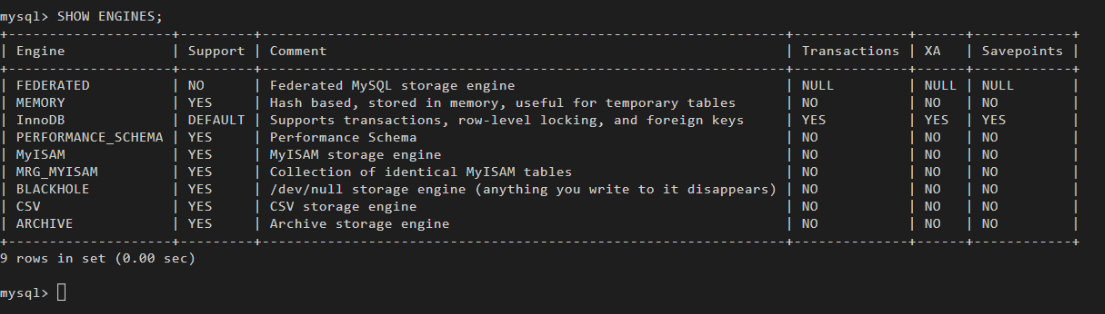 mysql> SHOW ENGINES;
+--------------------+---------+----------------------------------------------------------------+--------------+------+------------+
| Engine             | Support | Comment                                                        | Transactions | XA   | Savepoints |
+--------------------+---------+----------------------------------------------------------------+--------------+------+------------+
| FEDERATED          | NO      | Federated MySQL storage engine                                 | NULL         | NULL | NULL       |
| MEMORY             | YES     | Hash based, stored in memory, useful for temporary tables      | NO           | NO   | NO         |
| InnoDB             | DEFAULT | Supports transactions, row-level locking, and foreign keys     | YES          | YES  | YES        |
| PERFORMANCE_SCHEMA | YES     | Performance Schema                                             | NO           | NO   | NO         |
| MyISAM             | YES     | MyISAM storage engine                                          | NO           | NO   | NO         |
| MRG_MYISAM         | YES     | Collection of identical MyISAM tables                          | NO           | NO   | NO         |
| BLACKHOLE          | YES     | /dev/null storage engine (anything you write to it disappears) | NO           | NO   | NO         |
| CSV                | YES     | CSV storage engine                                             | NO           | NO   | NO         |
| ARCHIVE            | YES     | Archive storage engine                                         | NO           | NO   | NO         |
+--------------------+---------+----------------------------------------------------------------+--------------+------+------------+
9 rows in set (0.00 sec)
mysql>